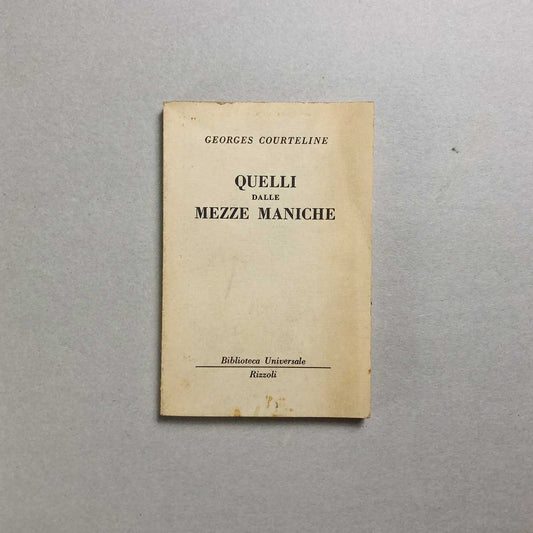 GEORGES COURTELINE
QUELLI
DALLE
MEZZE MANICHE
Biblioteca Universale
Rizzoli